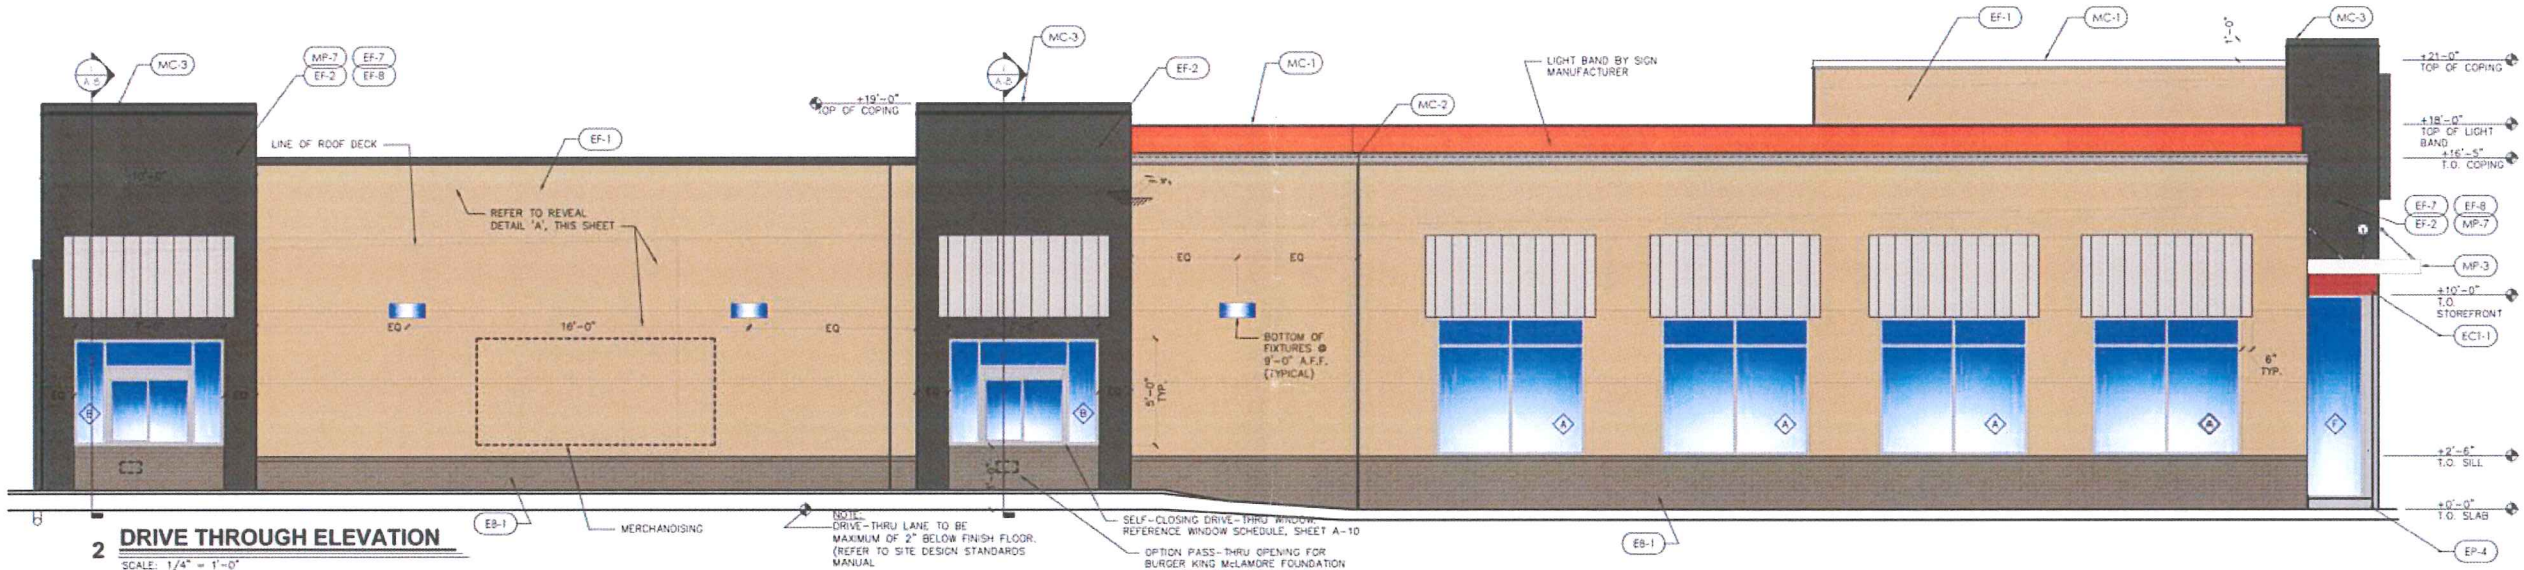 EF-1
MC-1
1'-0"
MC-3
MC-3
MP-7
EF-7
EF-2
EF-8
MC-3
EF-2
MC-1
LIGHT BAND BY SIGN
MANUFACTURER
+21'-0"
TOP OF COPING
A-8
A-8
+19'-0"
TOP OF COPING
MC-2
+18'-0"
TOP OF LIGHT
BAND
+16'-5"
T.O. COPING
LINE OF ROOF DECK
EF-1
REFER TO REVEAL
DETAIL 'A', THIS SHEET
EF-7
EF-8
EF-2
MP-7
EQ
EQ
MP-3
+10'-0"
T.O.
STOREFRONT
EQ
16'-0"
EQ
BOTTOM OF
FIXTURES @
9'-0" A.F.F.
(TYPICAL)
ECT-1
6"
TYP.
5'-0"
TYP.
EQ
EQ
EQ
EQ
B
B
A
A
A
A
F
+2'-6"
T.O. SILL
+0'-0"
T.O. SLAB
EB-1
MERCHANDISING
NOTE:
DRIVE-THRU LANE TO BE
MAXIMUM OF 2" BELOW FINISH FLOOR.
(REFER TO SITE DESIGN STANDARDS
MANUAL
SELF-CLOSING DRIVE-THRU WINDOW.
REFERENCE WINDOW SCHEDULE, SHEET A-10
OPTION PASS-THRU OPENING FOR
BURGER KING McLAMORE FOUNDATION
EB-1
EP-4
2 DRIVE THROUGH ELEVATION
SCALE: 1/4" = 1'-0"